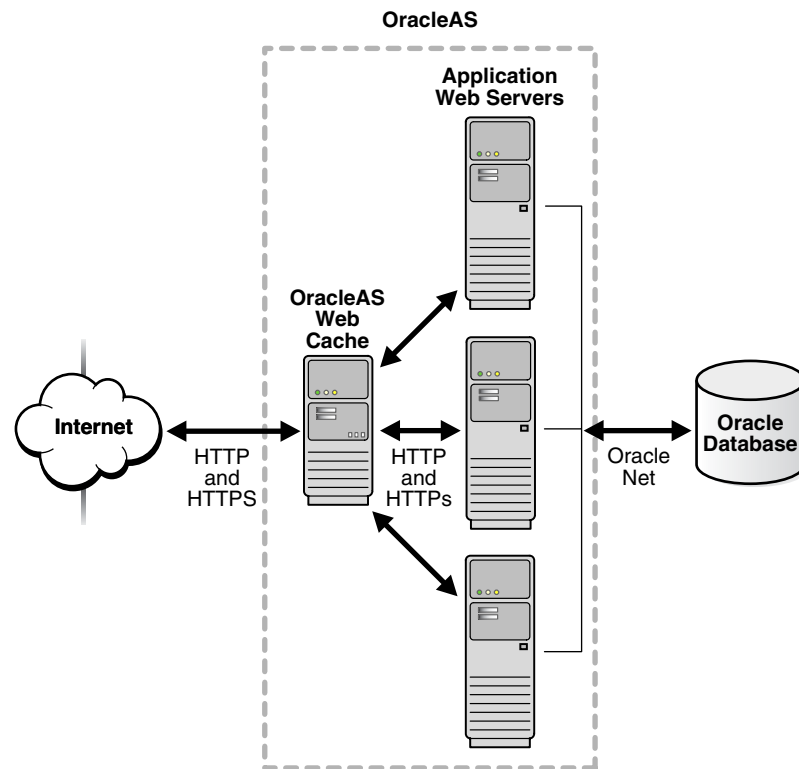 OracleAS
Application
Web Servers
OracleAS
Web
Cache
Internet
HTTP
and
HTTPS
HTTP
and
HTTPs
Oracle
Net
Oracle
Database